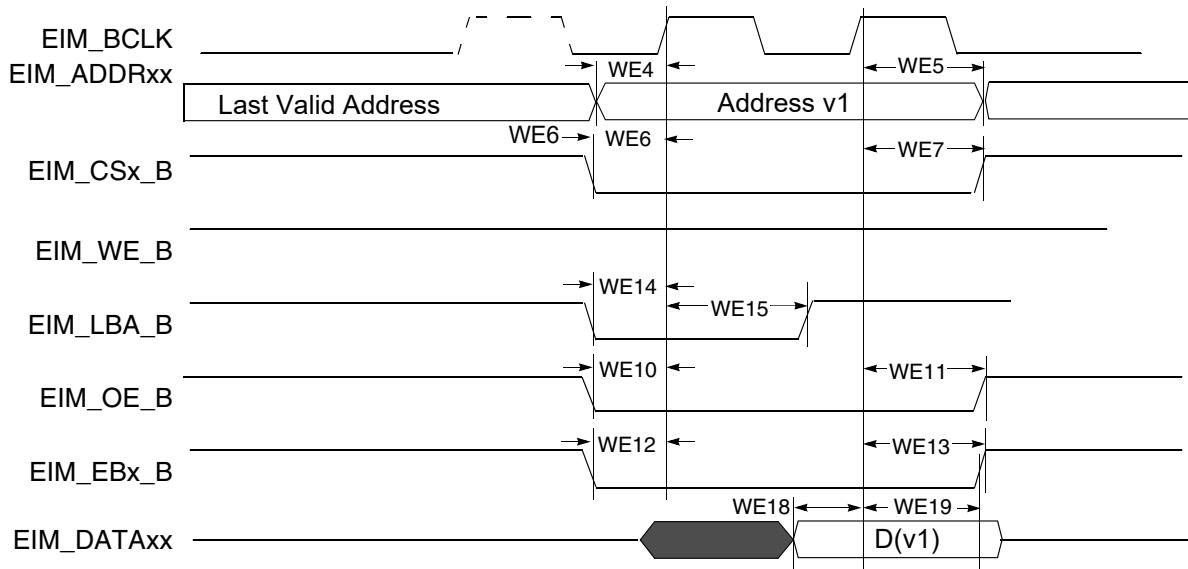 EIM_BCLK
EIM_ADDRxx
WE4
WE5
Last Valid Address
Address v1
WE6
WE6
WE7
EIM_CSx_B
EIM_WE_B
WE14
WE15
EIM_LBA_B
WE10
WE11
EIM_OE_B
WE12
WE13
EIM_EBx_B
WE18
WE19
EIM_DATAxx
D(v1)